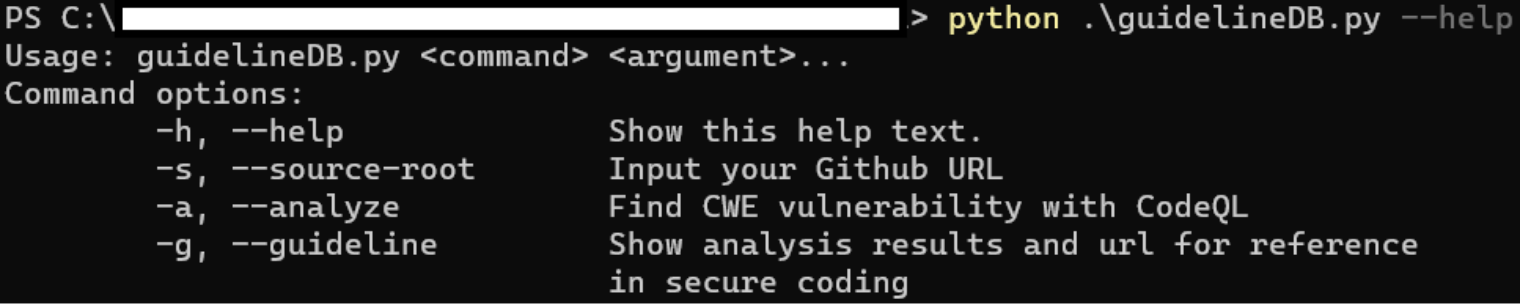 PS C:\ > python .\guidelineDB.py --help
Usage: guidelineDB.py <command> <argument>...
Command options:
-h, --help Show this help text.
-s, --source-root Input your Github URL
-a, --analyze Find CWE vulnerability with CodeQL
-g, --guideline Show analysis results and url for reference
in secure coding